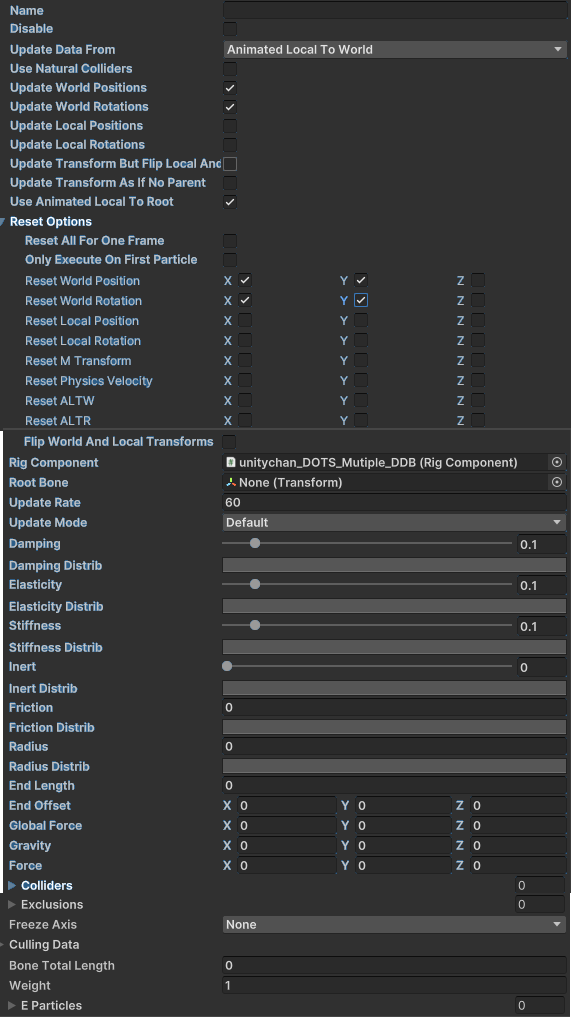 Name
Disable
Update Data From Animated Local To World
Use Natural Colliders
Update World Positions
Update World Rotations
Update Local Positions
Update Local Rotations
Update Transform But Flip Local And
Update Transform As If No Parent
Use Animated Local To Root
Reset Options
Reset All For One Frame
Only Execute On First Particle
Reset World Position X Y Z
Reset World Rotation X Y Z
Reset Local Position X Y Z
Reset Local Rotation X Y Z
Reset M Transform X Y Z
Reset Physics Velocity X Y Z
Reset ALTW X Y Z
Reset ALTR X Y Z
Flip World And Local Transforms
Rig Component unitychan_DOTS_Mutiple_DDB (Rig Component)
Root Bone None (Transform)
Update Rate 60
Update Mode Default
Damping 0.1
Damping Distrib
Elasticity 0.1
Elasticity Distrib
Stiffness 0.1
Stiffness Distrib
Inert 0
Inert Distrib
Friction 0
Friction Distrib
Radius 0
Radius Distrib
End Length 0
End Offset X 0 Y 0 Z 0
Global Force X 0 Y 0 Z 0
Gravity X 0 Y 0 Z 0
Force X 0 Y 0 Z 0
Colliders 0
Exclusions 0
Freeze Axis None
Culling Data
Bone Total Length 0
Weight 1
E Particles 0